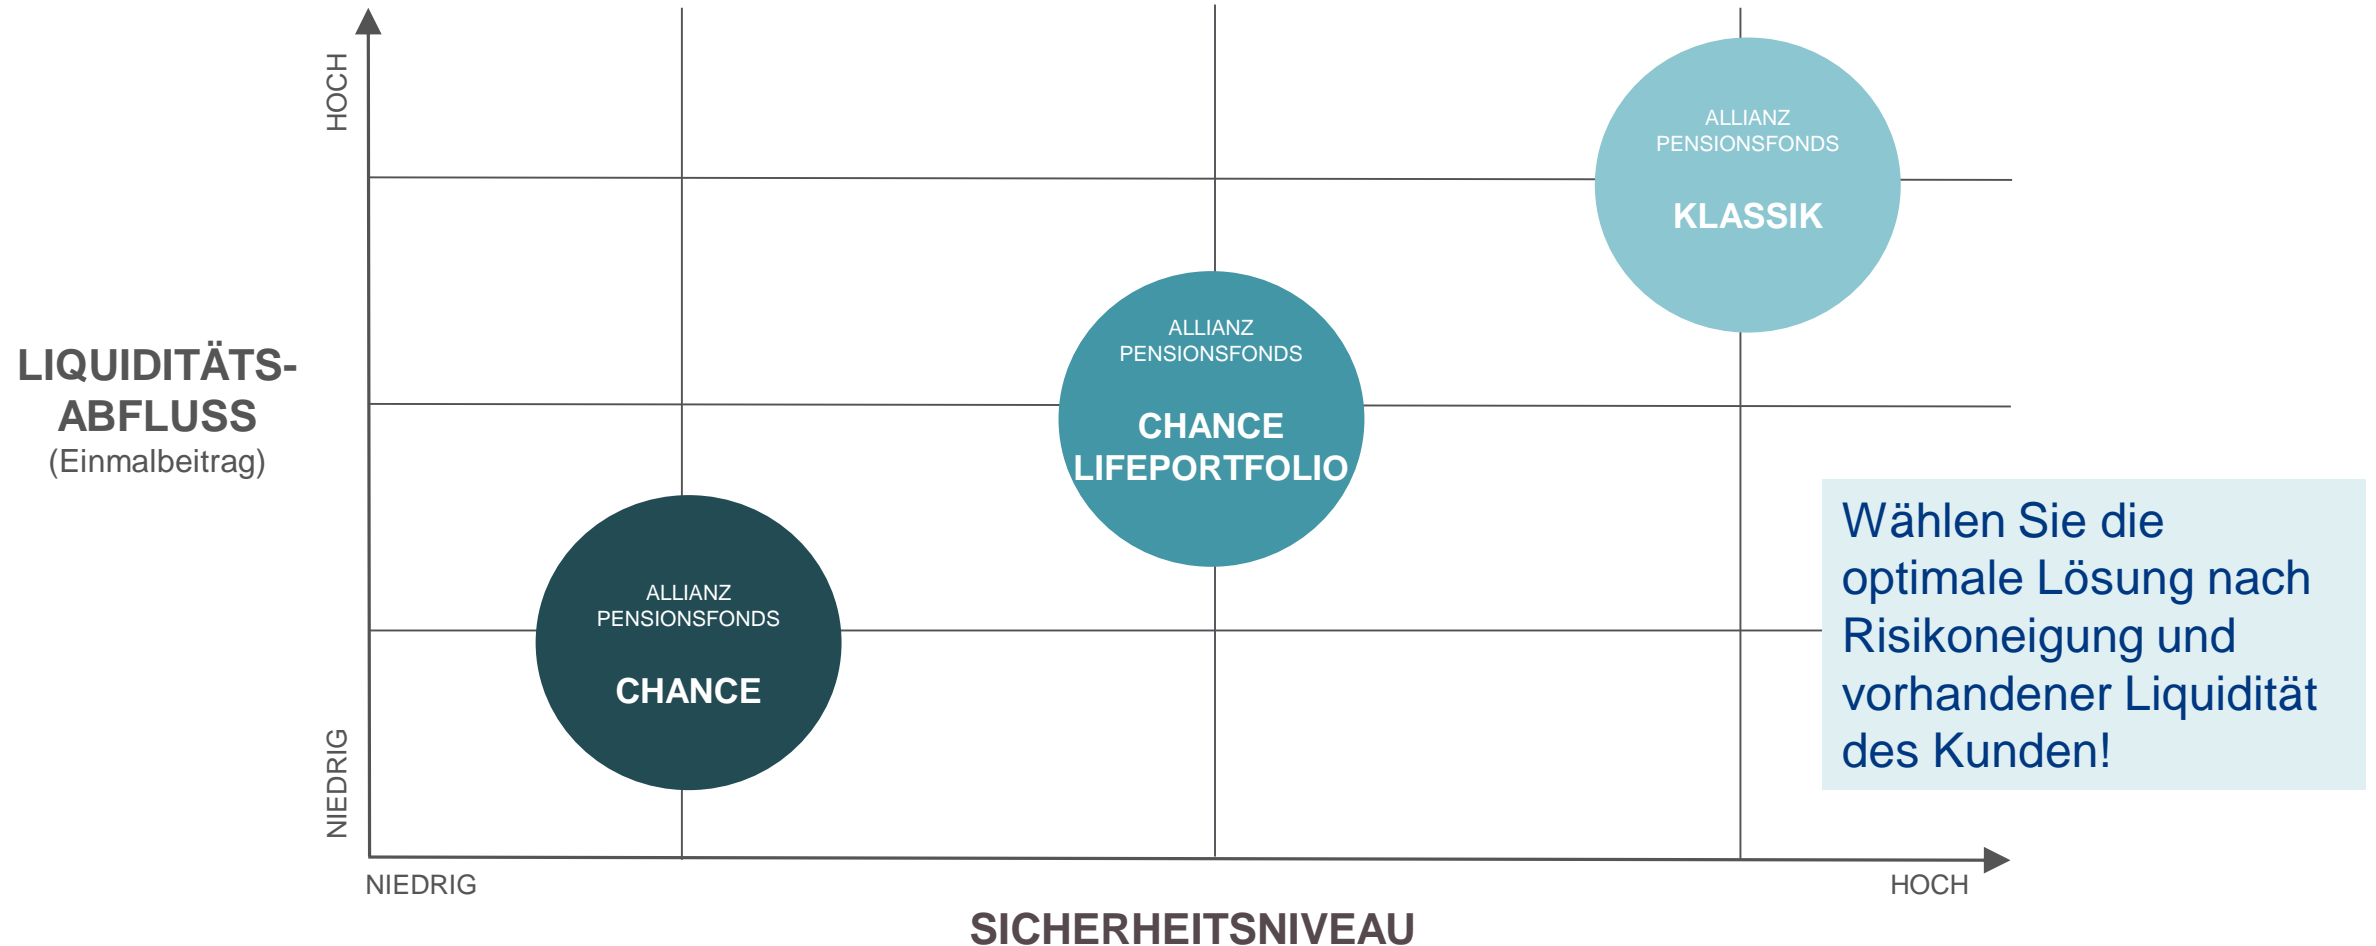 HOCH
ALLIANZ
PENSIONSFONDS
KLASSIK
LIQUIDITÄTS-
ABFLUSS
(Einmalbeitrag)
ALLIANZ
PENSIONSFONDS
CHANCE
LIFEPORTFOLIO
ALLIANZ
PENSIONSFONDS
CHANCE
Wählen Sie die
optimale Lösung nach
Risikoneigung und
vorhandener Liquidität
des Kunden!
NIEDRIG
NIEDRIG
HOCH
SICHERHEITSNIVEAU